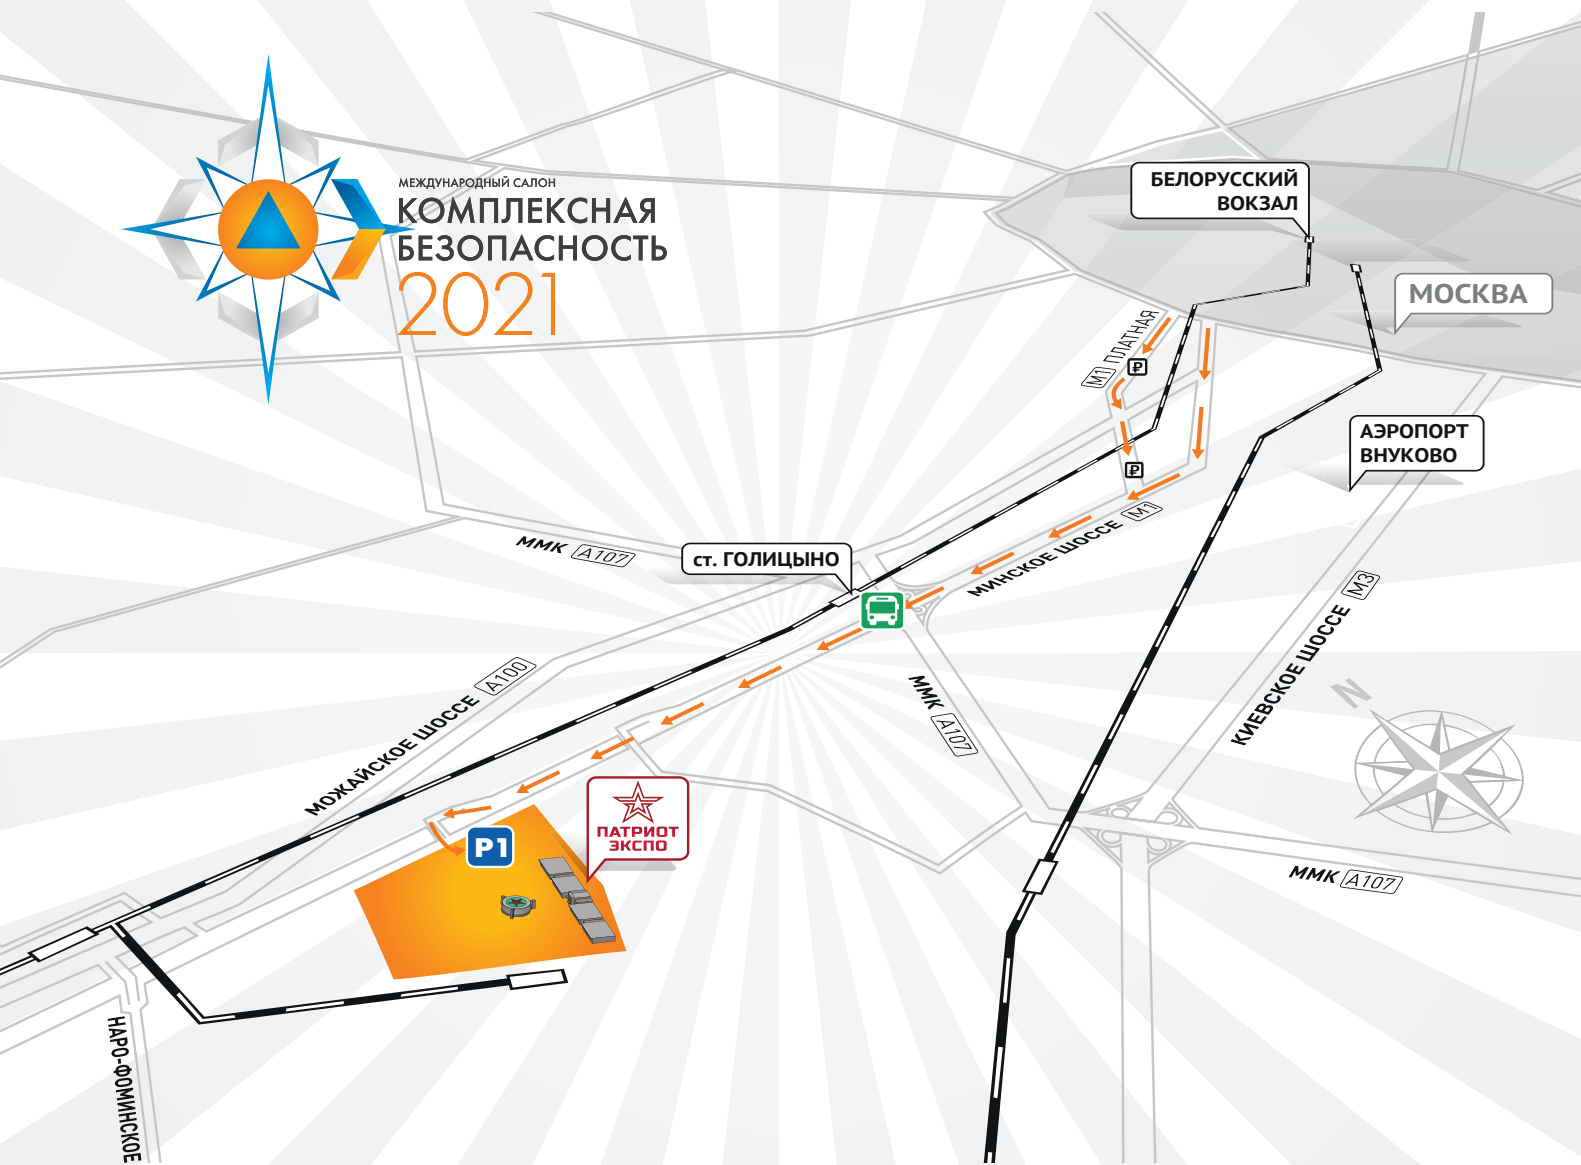 МЕЖДУНАРОДНЫЙ САЛОН
КОМПЛЕКСНАЯ
БЕЗОПАСНОСТЬ
2021
БЕЛОРУССКИЙ
ВОКЗАЛ
МОСКВА
М1 ПЛАТНАЯ
₽
₽
АЭРОПОРТ
ВНУКОВО
МИНСКОЕ ШОССЕ М1
ММК А107
ст. ГОЛИЦЫНО
КИЕВСКОЕ ШОССЕ М3
МОЖАЙСКОЕ ШОССЕ А100
ММК А107
N
ПАТРИОТ
ЭКСПО
P1
ММК А107
НАРО-ФОМИНСКОЕ